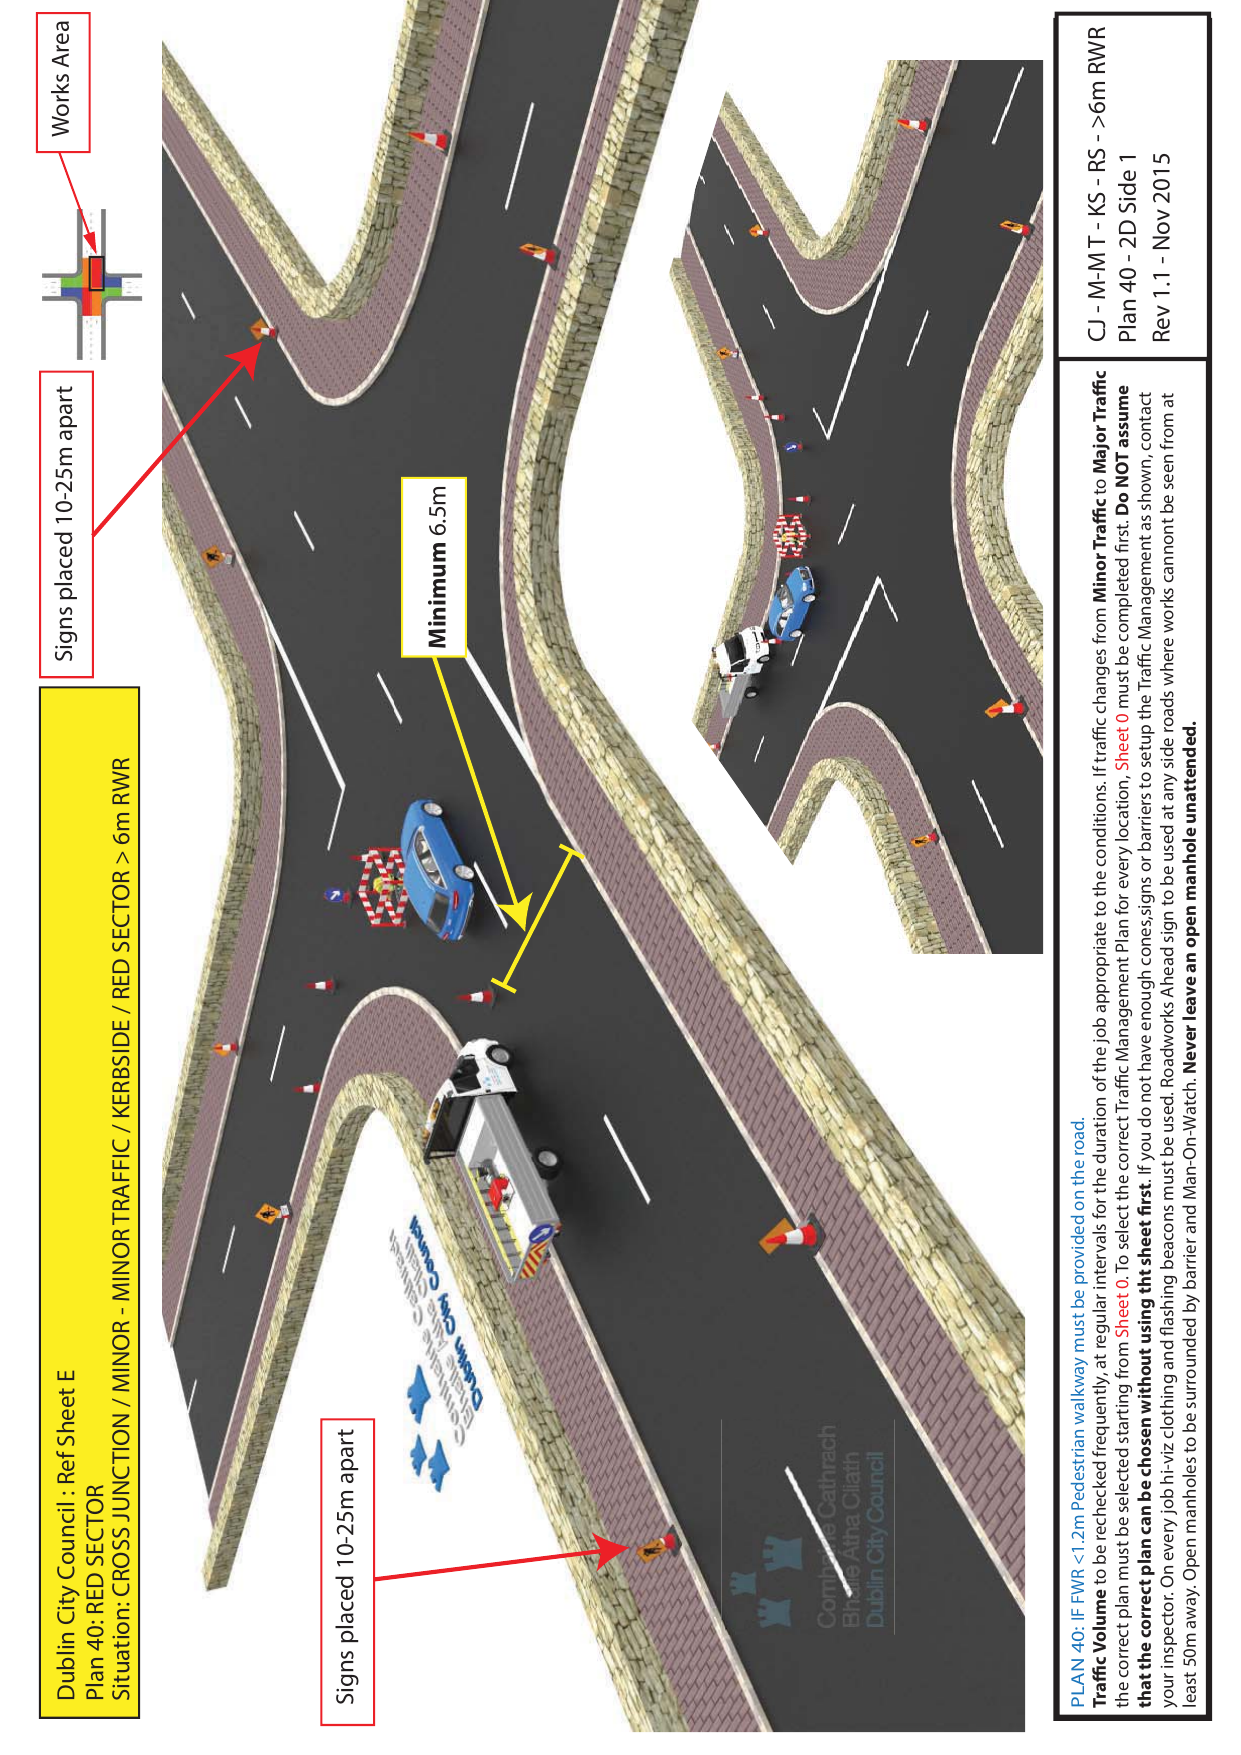 Dublin City Council : Ref Sheet E
Plan 40: RED SECTOR
Situation: CROSS JUNCTION / MINOR - MINOR TRAFFIC / KERBSIDE / RED SECTOR > 6m RWR
Signs placed 10-25m apart
Works Area
Minimum 6.5m
Signs placed 10-25m apart
Comhairle Cathrach
Bhaile Átha Cliath
Dublin City Council
Comhairle Cathrach
Bhaile Átha Cliath
Dublin City Council
PLAN 40: IF FWR <1.2m Pedestrian walkway must be provided on the road.
Traffic Volume to be rechecked frequently, at regular intervals for the duration of the job appropriate to the conditions. If traffic changes from Minor Traffic to Major Traffic
the correct plan must be selected starting from Sheet 0. To select the correct Traffic Management Plan for every location, Sheet 0 must be completed first. Do NOT assume
that the correct plan can be chosen without using tht sheet first. If you do not have enough cones,signs or barriers to setup the Traffic Management as shown, contact
your inspector. On every job hi-viz clothing and flashing beacons must be used. Roadworks Ahead sign to be used at any side roads where works cannont be seen from at
least 50m away. Open manholes to be surrounded by barrier and Man-On-Watch. Never leave an open manhole unattended.
CJ - M-M T - KS - RS - >6m RWR
Plan 40 - 2D Side 1
Rev 1.1 - Nov 2015